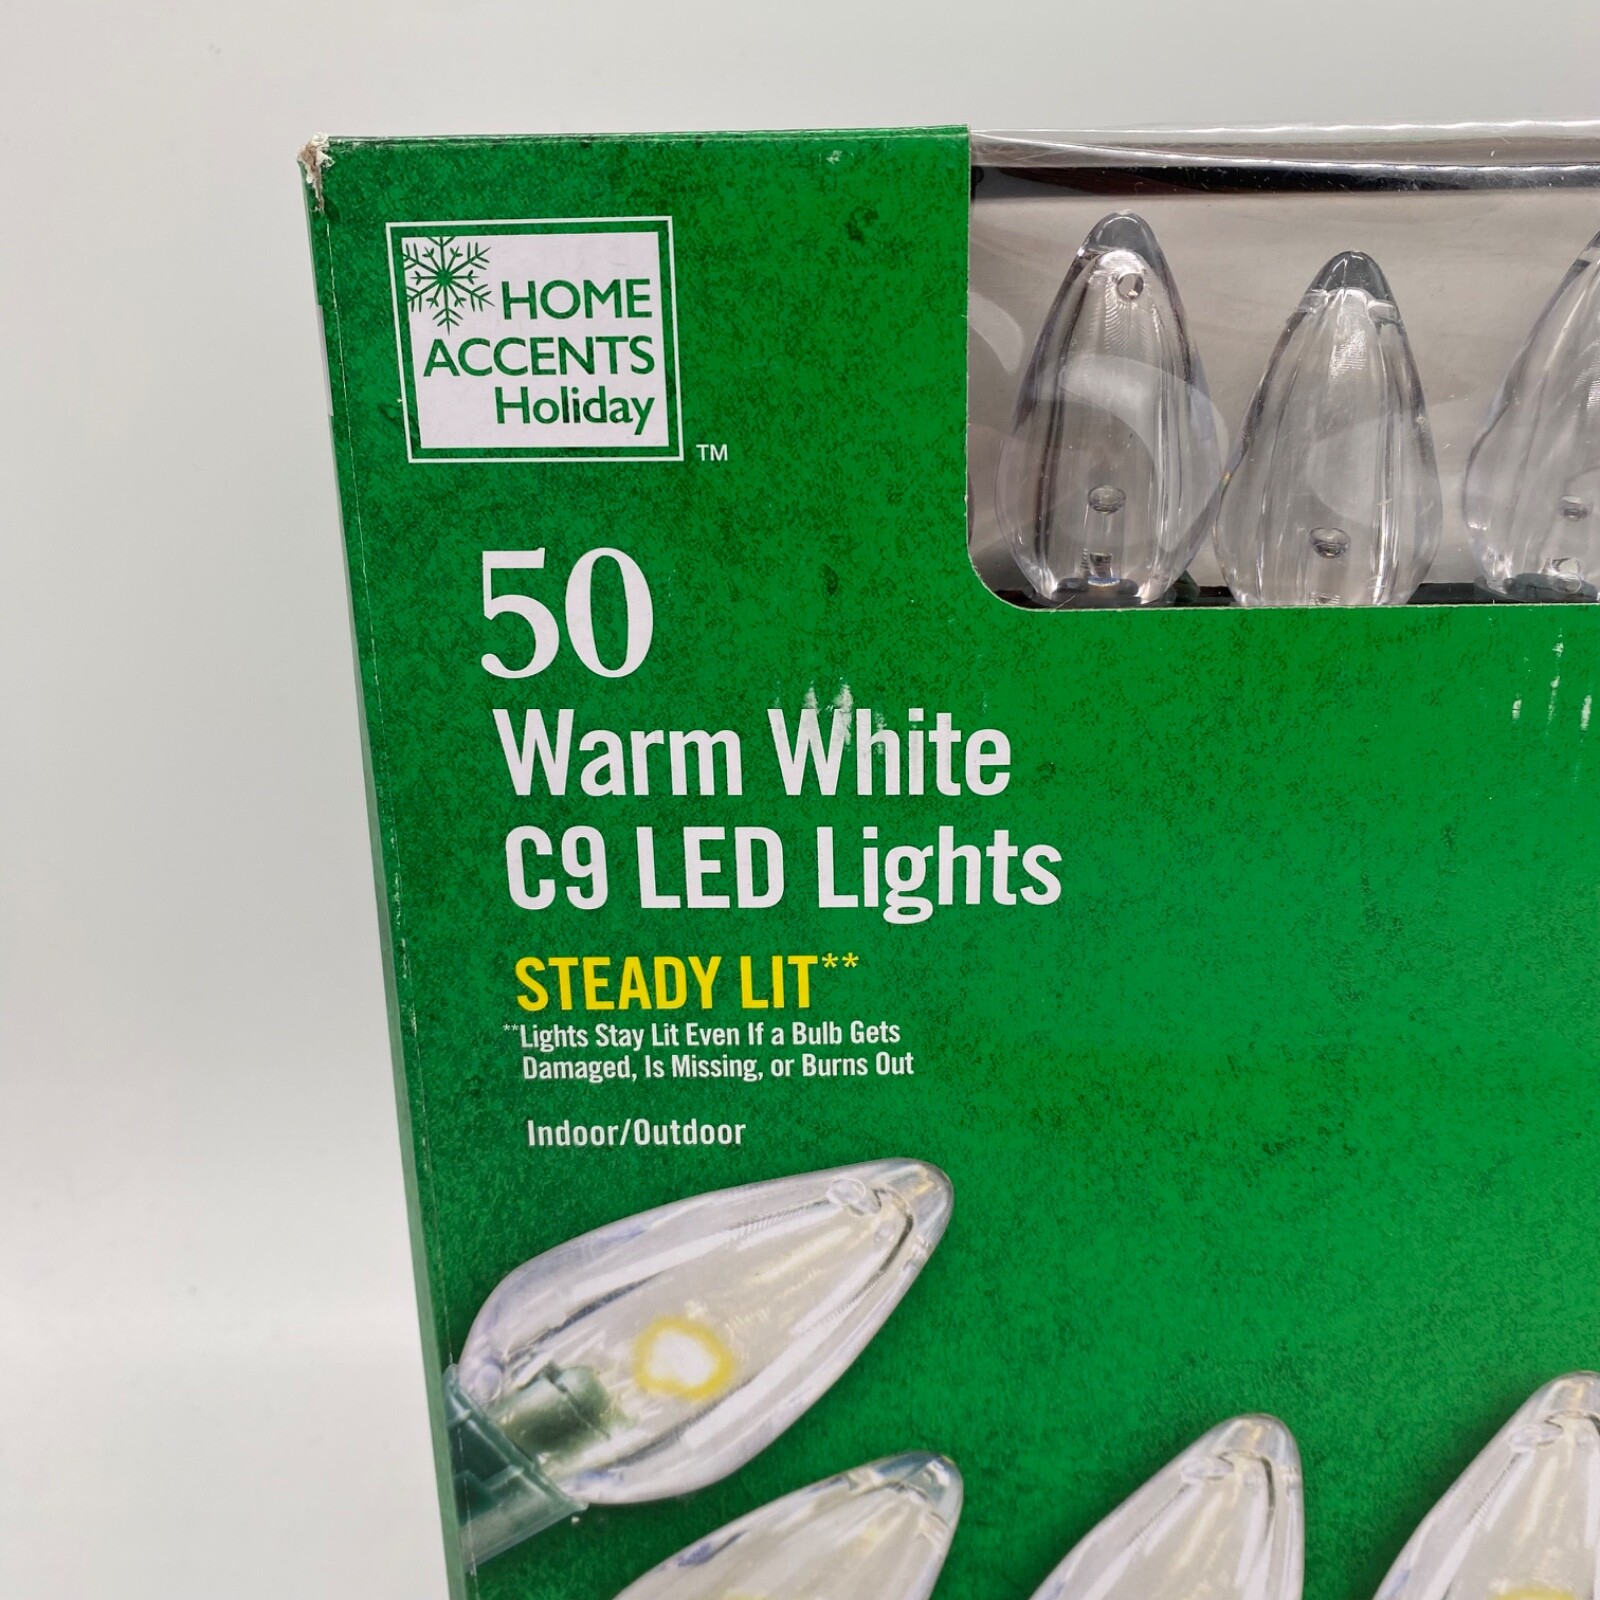 HOME
ACCENTS
Holiday
TM
50
Warm White
C9 LED Lights
STEADY LIT**
**Lights Stay Lit Even If a Bulb Gets
Damaged, Is Missing, or Burns Out
Indoor/Outdoor